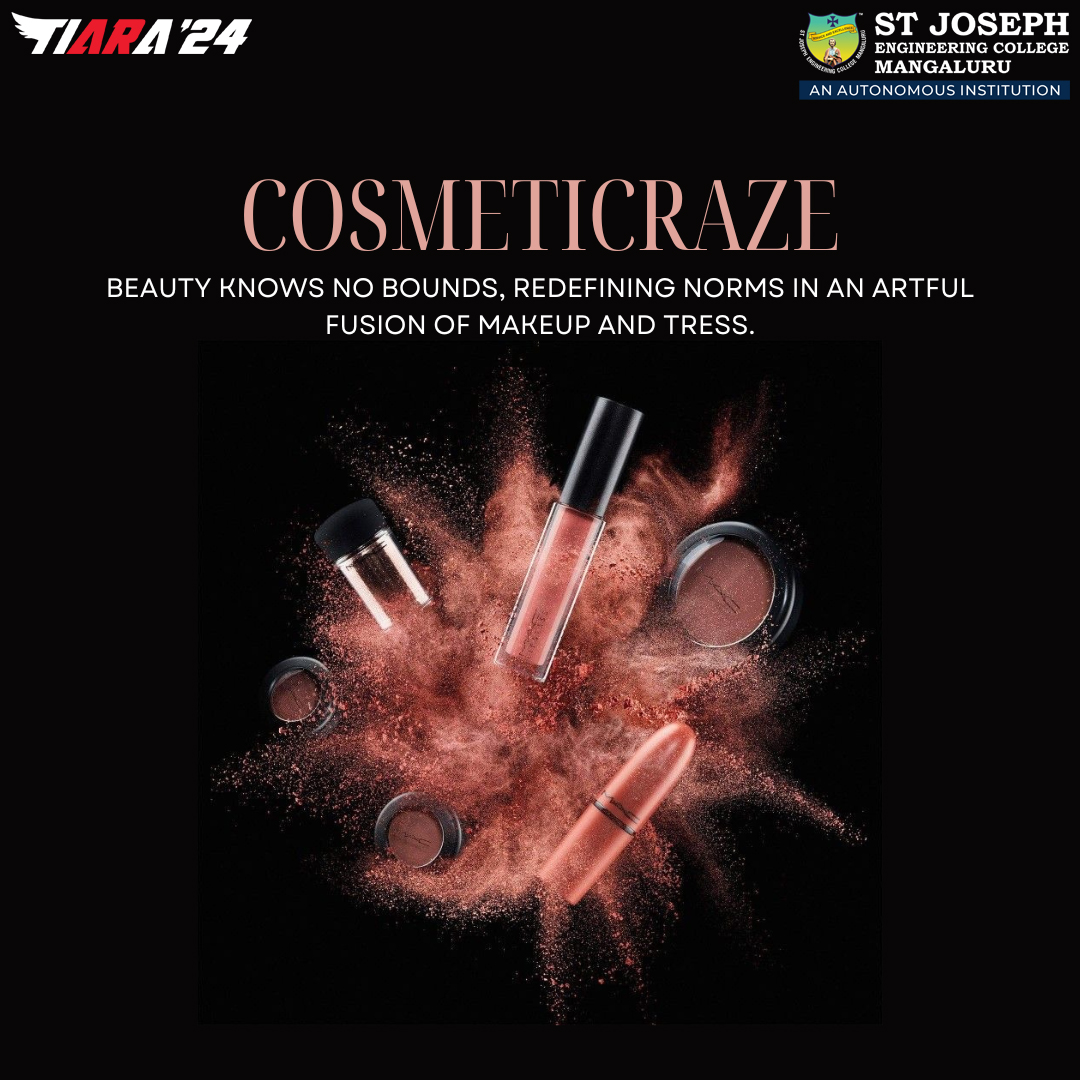 TIARA'24
ST JOSEPH
ENGINEERING COLLEGE
MANGALURU
AN AUTONOMOUS INSTITUTION
COSMETICRAZE
BEAUTY KNOWS NO BOUNDS, REDEFINING NORMS IN AN ARTFUL
FUSION OF MAKEUP AND TRESS.